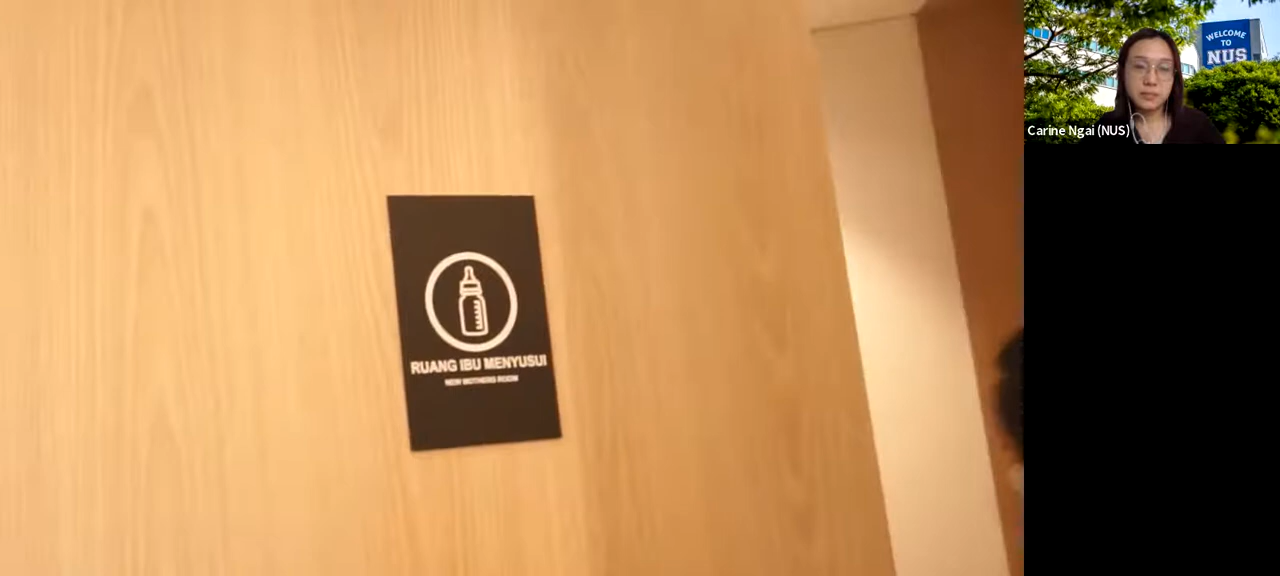 RUANG IBU MENYUSUI
NEW MOTHERS ROOM
WELCOME
TO
NUS
Carine Ngai (NUS)